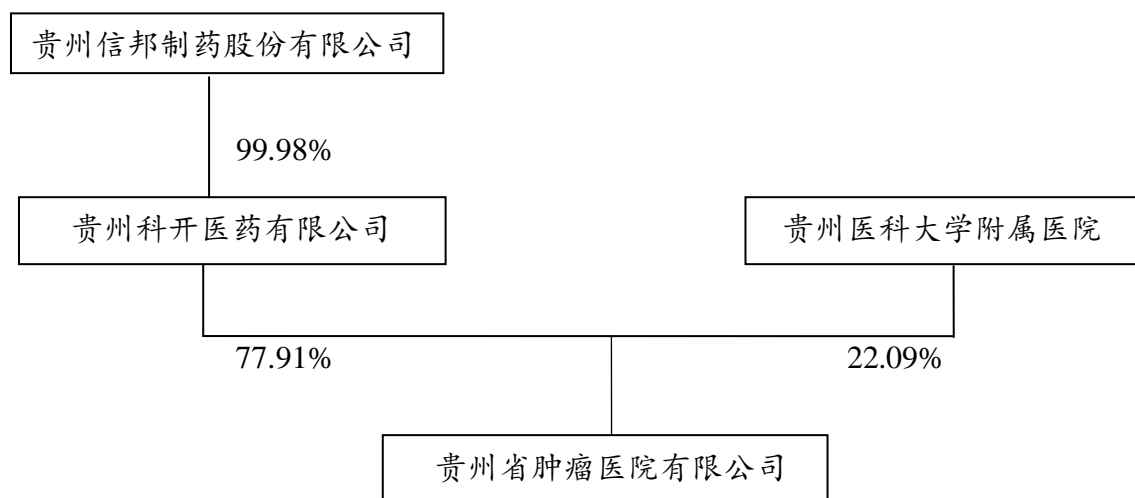 贵州信邦制药股份有限公司
99.98%
贵州科开医药有限公司
贵州医科大学附属医院
77.91%
22.09%
贵州省肿瘤医院有限公司